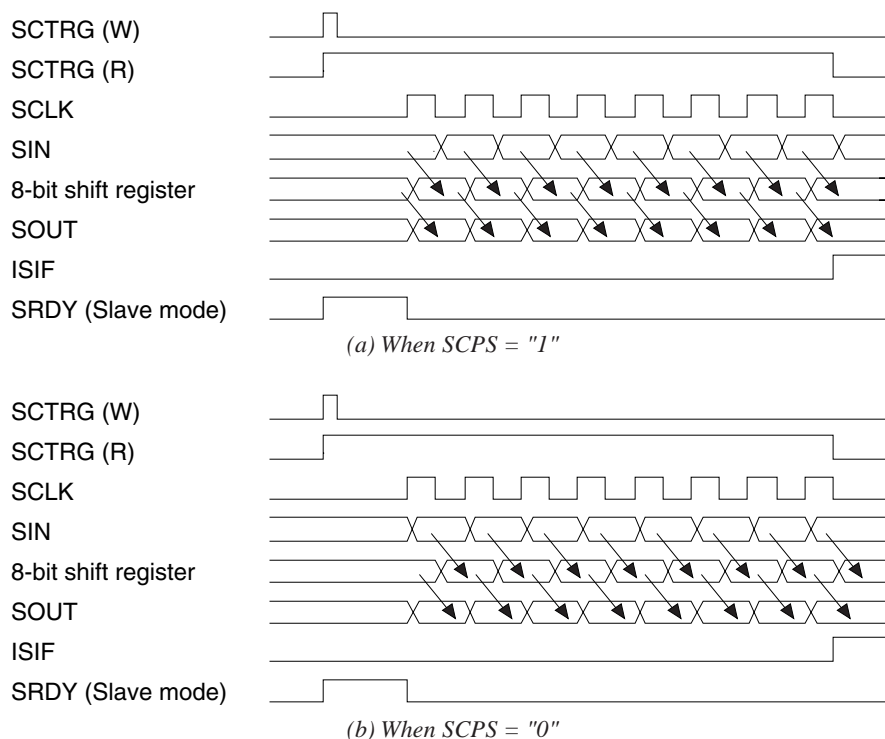 SCTRG (W)
SCTRG (R)
SCLK
SIN
8-bit shift register
SOUT
ISIF
SRDY (Slave mode)
(a) When SCPS = "1"
SCTRG (W)
SCTRG (R)
SCLK
SIN
8-bit shift register
SOUT
ISIF
SRDY (Slave mode)
(b) When SCPS = "0"